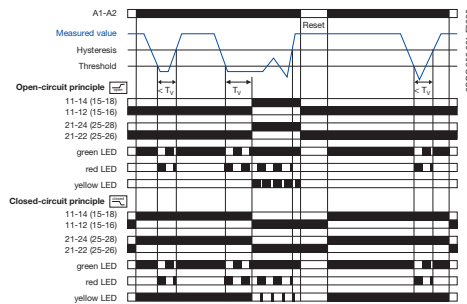 A1-A2
Reset
Measured value
Hysteresis
Threshold
< Tv
Tv
< Tv
Open-circuit principle
11-14 (15-18)
11-12 (15-16)
21-24 (25-28)
21-22 (25-26)
green LED
red LED
yellow LED
Closed-circuit principle
11-14 (15-18)
11-12 (15-16)
21-24 (25-28)
21-22 (25-26)
green LED
red LED
yellow LED